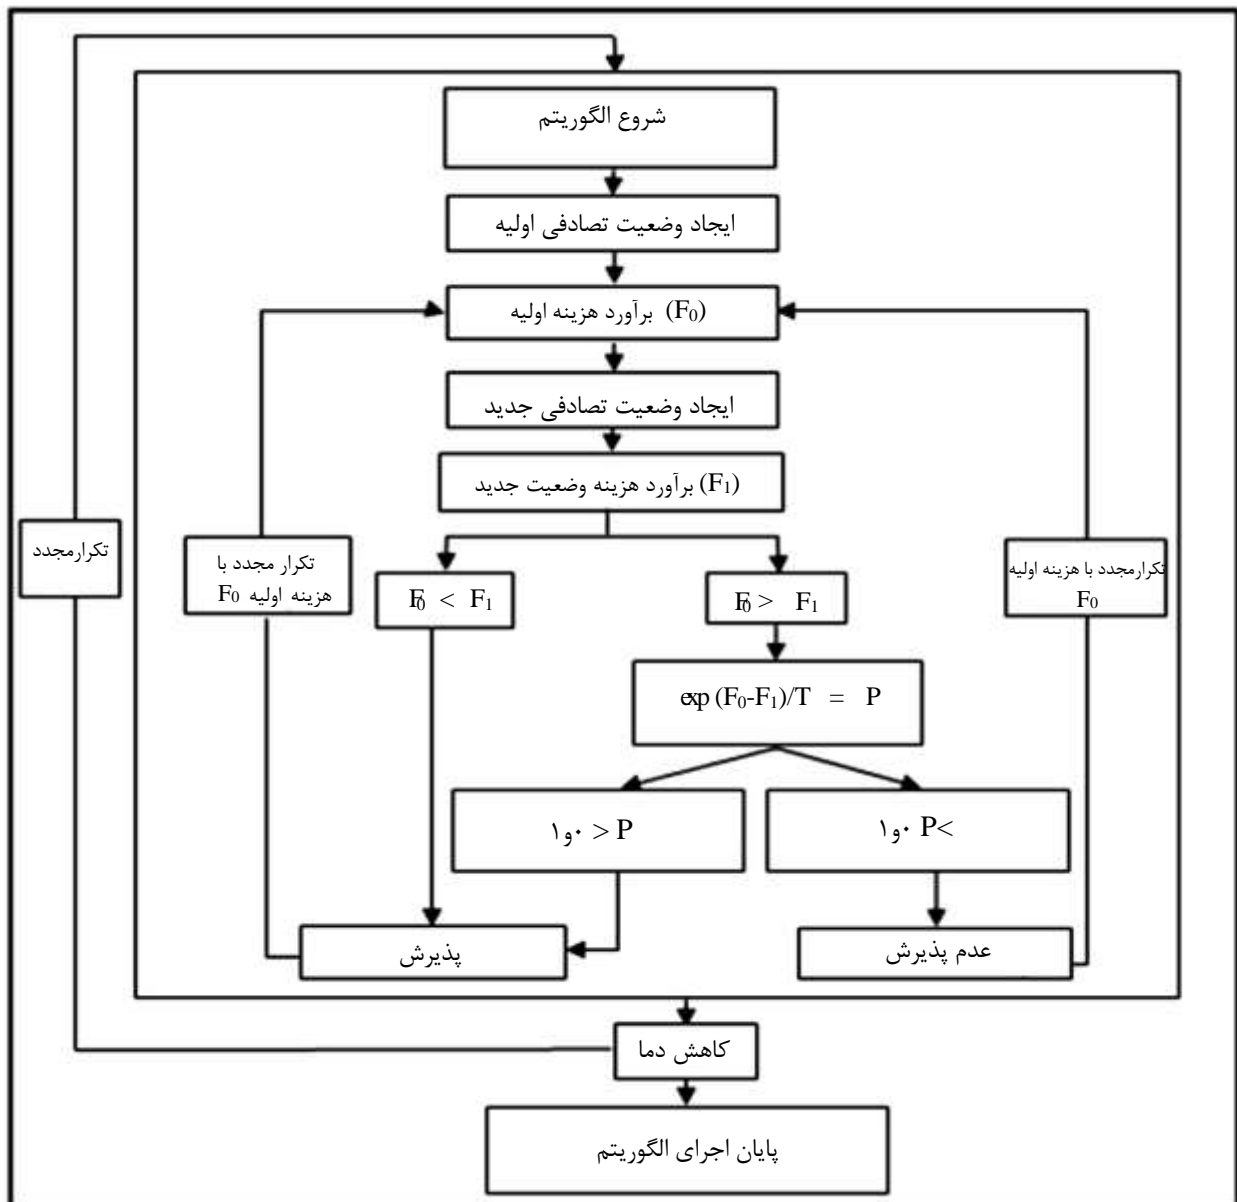 شروع الگوریتم
ایجاد وضعیت تصادفی اولیه
برآورد هزینه اولیه (F₀)
ایجاد وضعیت تصادفی جدید
برآورد هزینه وضعیت جدید (F₁)
تکرارمجدد
تکرار مجدد با
هزینه اولیه F₀
تکرارمجدد با هزینه اولیه
F₀
F₀ < F₁
F₀ > F₁
exp (F₀-F₁)/T = P
۰و۱ > P
۰و۱ P<
پذیرش
عدم پذیرش
کاهش دما
پایان اجرای الگوریتم